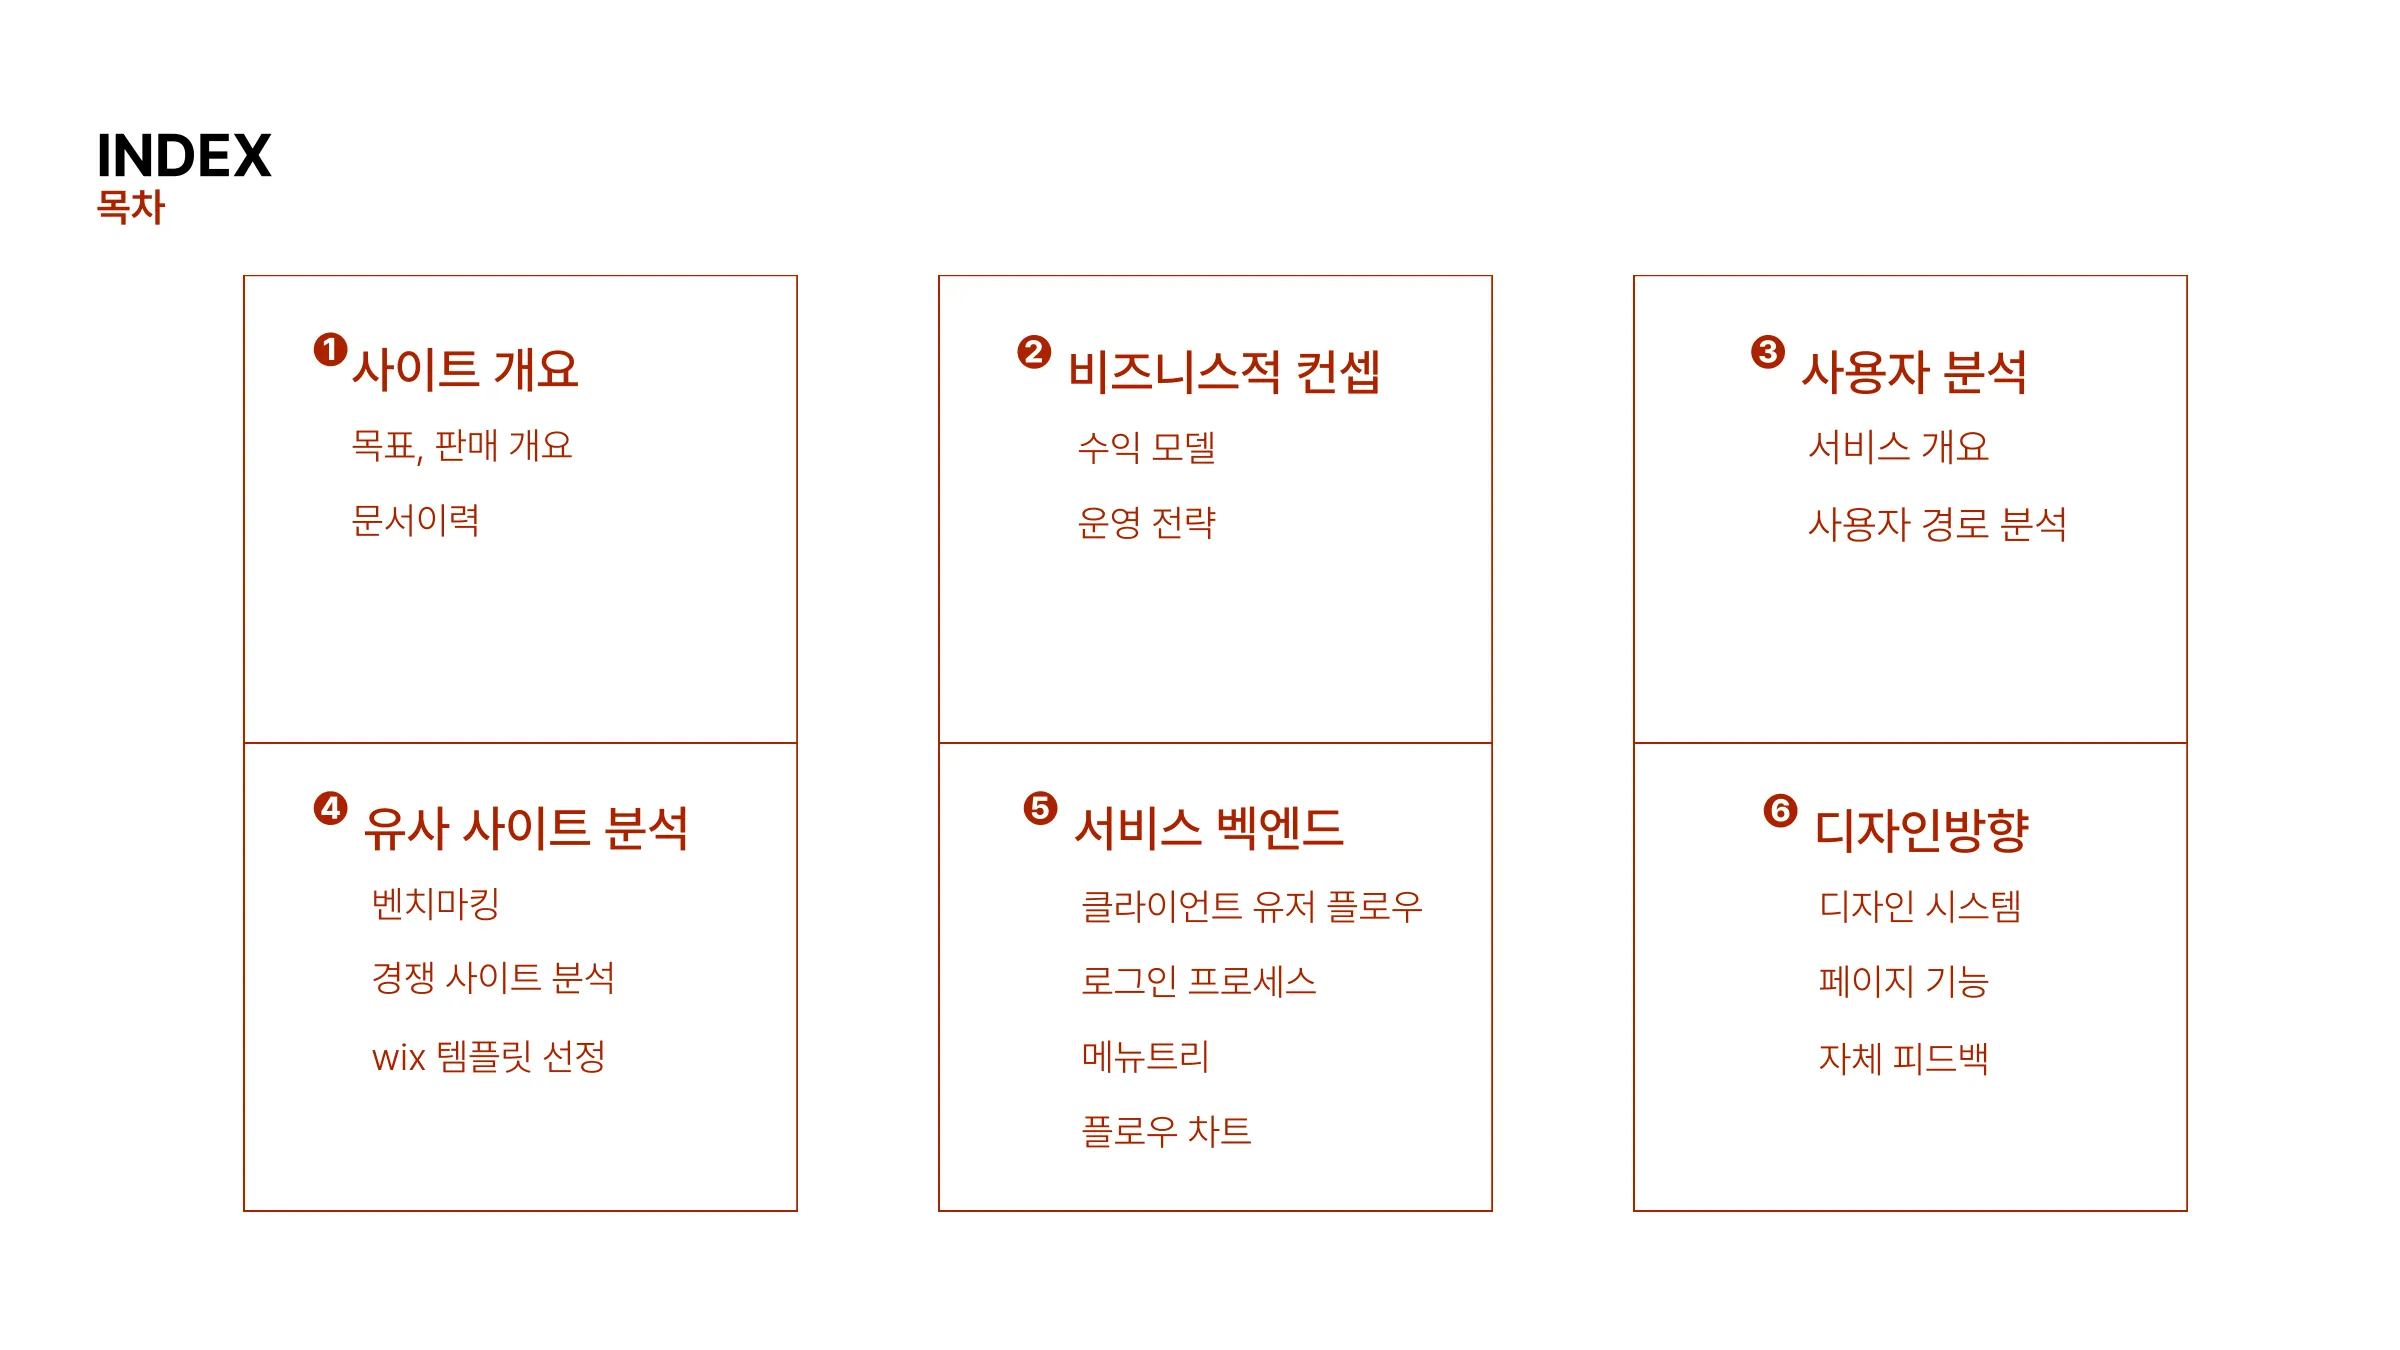 INDEX
목차
❶ 사이트 개요
목표, 판매 개요
문서이력
❷ 비즈니스적 컨셉
수익 모델
운영 전략
❸ 사용자 분석
서비스 개요
사용자 경로 분석
❹ 유사 사이트 분석
벤치마킹
경쟁 사이트 분석
wix 템플릿 선정
❺ 서비스 벡엔드
클라이언트 유저 플로우
로그인 프로세스
메뉴트리
플로우 차트
❻ 디자인방향
디자인 시스템
페이지 기능
자체 피드백